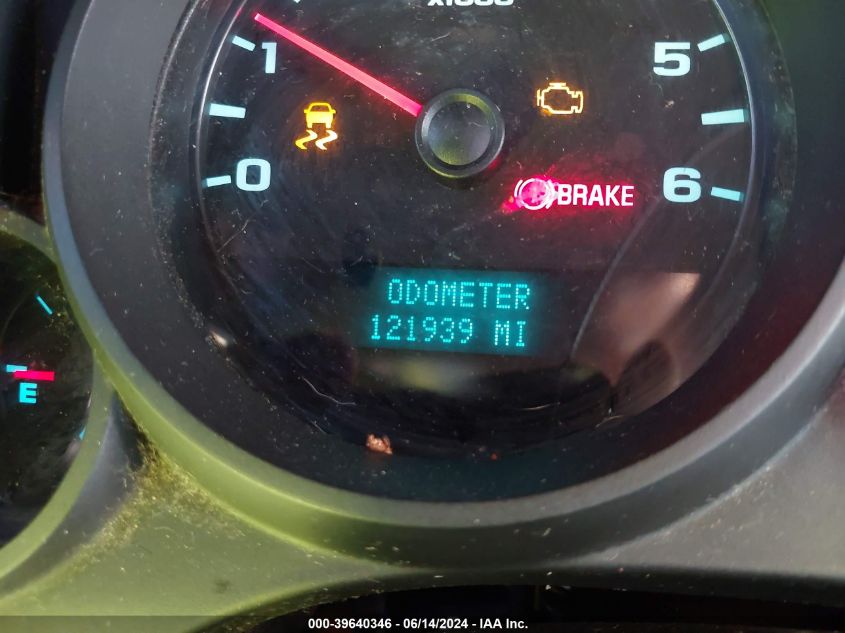 x1000
1
5
0
6
BRAKE
ODOMETER
121939 MI
E
000-39640346 - 06/14/2024 - IAA Inc.